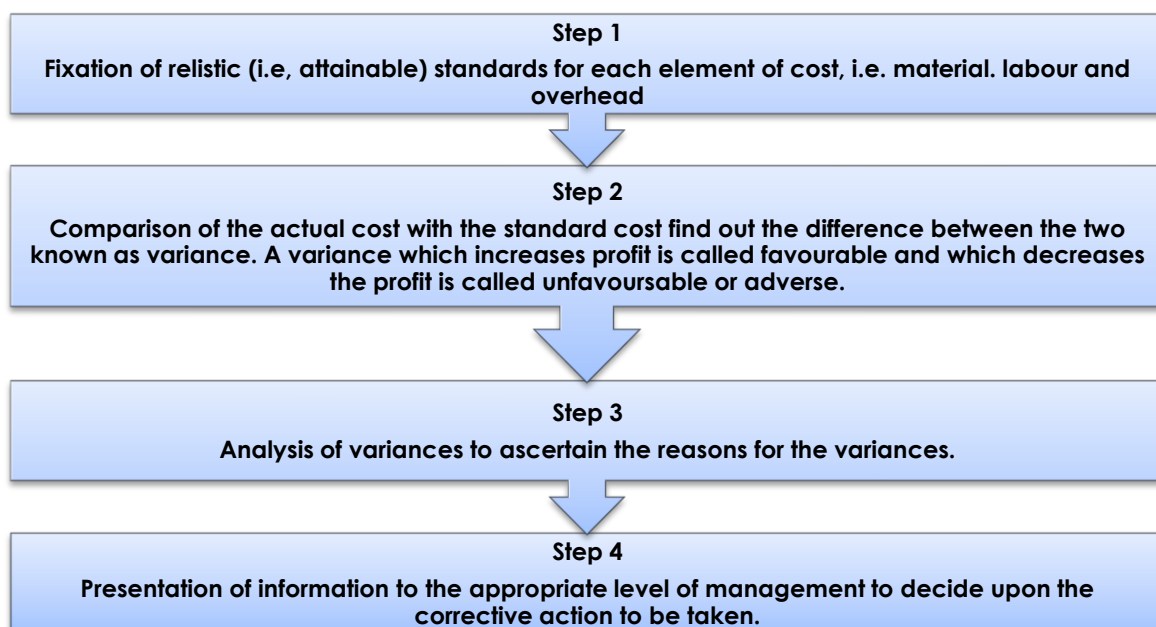 Step 1
Fixation of relistic (i.e, attainable) standards for each element of cost, i.e. material. labour and
overhead
Step 2
Comparison of the actual cost with the standard cost find out the difference between the two
known as variance. A variance which increases profit is called favourable and which decreases
the profit is called unfavoursable or adverse.
Step 3
Analysis of variances to ascertain the reasons for the variances.
Step 4
Presentation of information to the appropriate level of management to decide upon the
corrective action to be taken.